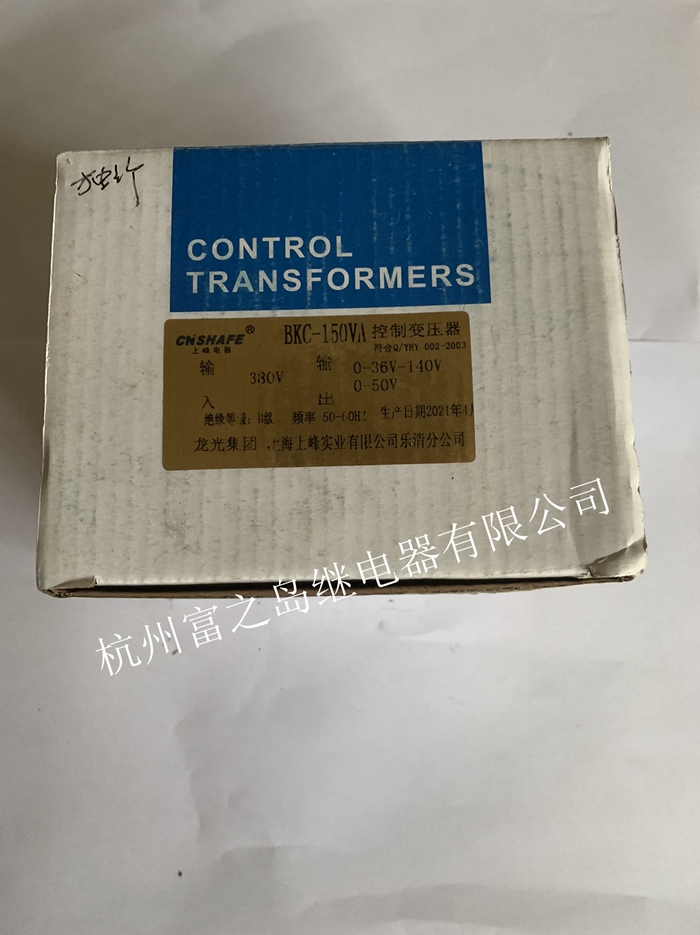 CONTROL
TRANSFORMERS
CNSHAFE®
上峰电器
BKC-150VA 控制变压器
符合Q/YHY 002-2003
输 380V 输 0-36V-140V
0-50V
入 出
绝缘等级: B级 频率 50-60HZ 生产日期2021年4月
龙光集团 上海上峰实业有限公司乐清分公司
杭州富之岛继电器有限公司